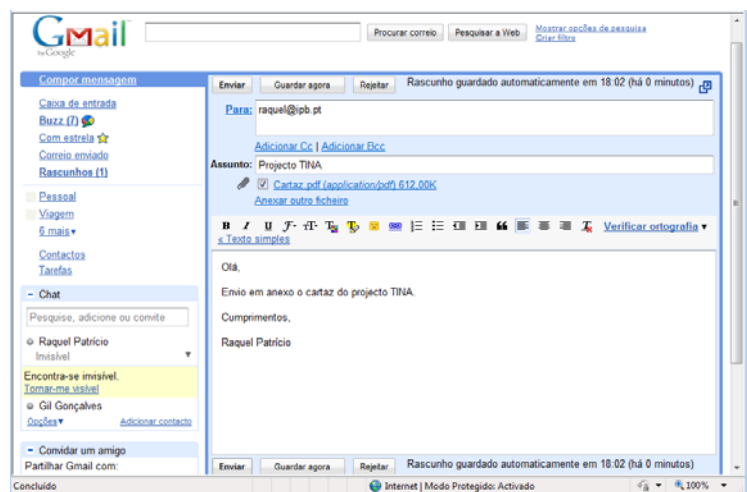 Gmail
by Google
Procurar correio
Pesquisar a Web
Mostrar opções de pesquisa
Criar filtro
Compor mensagem
Caixa de entrada
Buzz (7)
Com estrela
Correio enviado
Rascunhos (1)
Pessoal
Viagem
6 mais▾
Contactos
Tarefas
− Chat
Pesquise, adicione ou convite
Raquel Patrício
Invisível
Encontra-se invisível.
Tornar-me visível
Gil Gonçalves
Opções▾ Adicionar contacto
− Convidar um amigo
Partilhar Gmail com:
Enviar Guardar agora Rejeitar Rascunho guardado automaticamente em 18:02 (há 0 minutos)
Para: raquel@ipb.pt
Adicionar Cc | Adicionar Bcc
Assunto: Projecto TINA
Cartaz.pdf (application/pdf) 612.00K
Anexar outro ficheiro
B I U Verificar ortografia ▾
« Texto simples
Olá,
Envio em anexo o cartaz do projecto TINA.
Cumprimentos,
Raquel Patrício
Enviar Guardar agora Rejeitar Rascunho guardado automaticamente em 18:02 (há 0 minutos)
Concluído Internet | Modo Protegido: Activado 100%